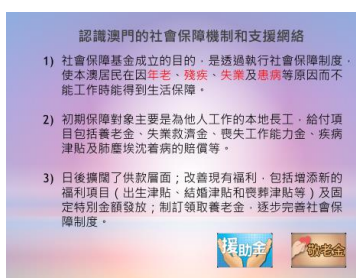 認識澳門的社會保障機制和支援網絡
1) 社會保障基金成立的目的，是透過執行社會保障制度，
使本澳居民在因年老、殘疾、失業及患病等原因而不
能工作時能得到生活保障。
2) 初期保障對象主要是為他人工作的本地長工，給付項
目包括養老金、失業救濟金、喪失工作能力金、疾病
津貼及肺塵埃沈着病的賠償等。
3) 日後擴闊了供款層面；改善現有福利，包括增添新的
福利項目（出生津貼、結婚津貼和喪葬津貼等）及固
定特別金額發放；制訂領取養老金，逐步完善社會保
障制度。
援助金
敬老金